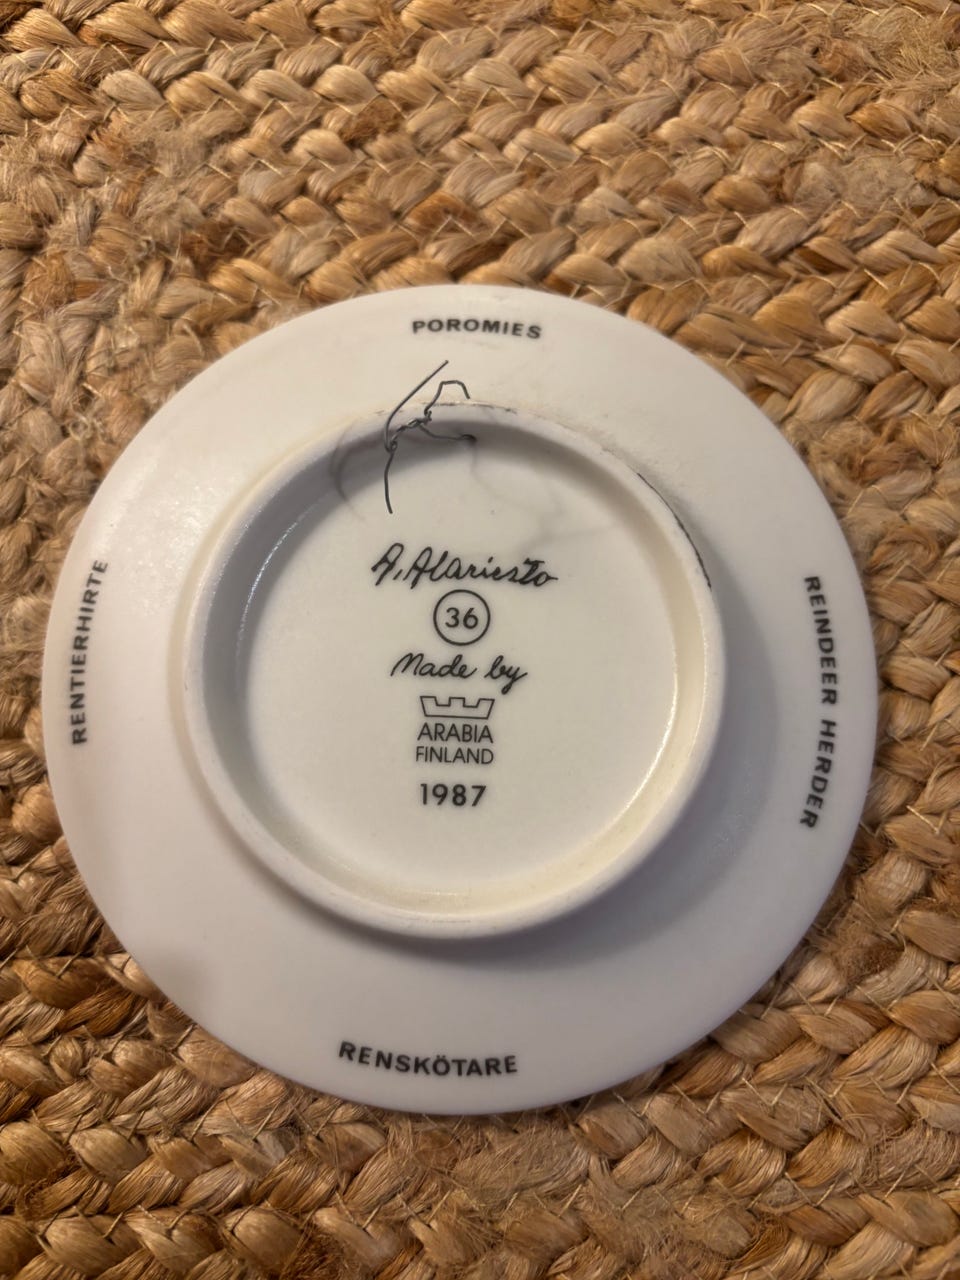 POROMIES
RENTIERHIRTE
REINDEER HERDER
A. Alariesto
36
Made by
ARABIA
FINLAND
1987
RENSKÖTARE